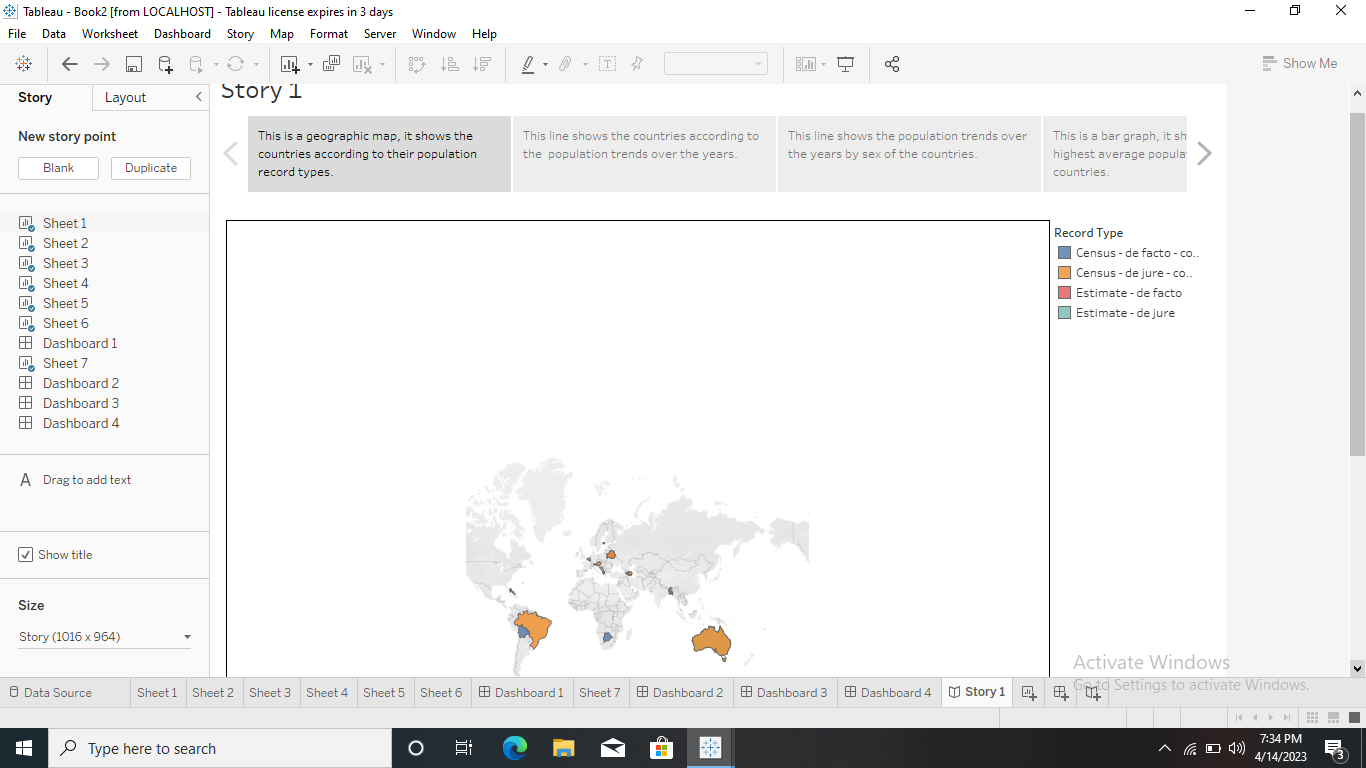 Tableau - Book2 [from LOCALHOST] - Tableau license expires in 3 days
File Data Worksheet Dashboard Story Map Format Server Window Help
Show Me
Story Layout
New story point
Blank Duplicate
Sheet 1
Sheet 2
Sheet 3
Sheet 4
Sheet 5
Sheet 6
Dashboard 1
Sheet 7
Dashboard 2
Dashboard 3
Dashboard 4
A Drag to add text
Show title
Size
Story (1016 x 964)
Story 1
This is a geographic map, it shows the
countries according to their population
record types.
This line shows the countries according to
the population trends over the years.
This line shows the population trends over
the years by sex of the countries.
This is a bar graph, it sh
highest average popula
countries.
Record Type
Census - de facto - co..
Census - de jure - co..
Estimate - de facto
Estimate - de jure
Activate Windows
Go to Settings to activate Windows.
Data Source Sheet 1 Sheet 2 Sheet 3 Sheet 4 Sheet 5 Sheet 6 Dashboard 1 Sheet 7 Dashboard 2 Dashboard 3 Dashboard 4 Story 1
Type here to search
7:34 PM
4/14/2023
3